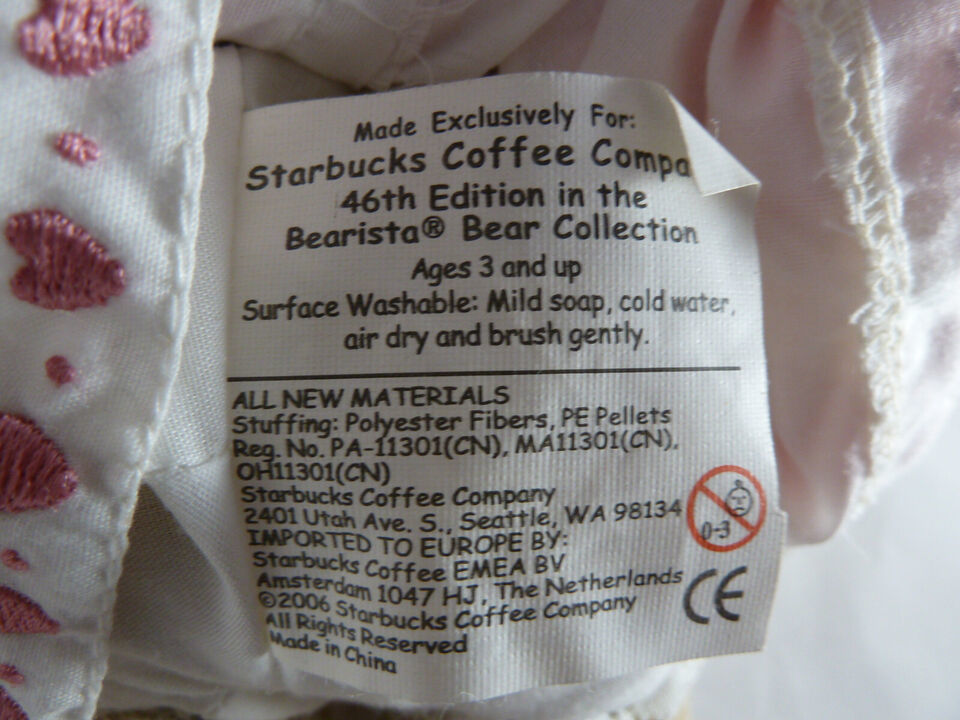 Made Exclusively For:
Starbucks Coffee Compa
46th Edition in the
Bearista® Bear Collection
Ages 3 and up
Surface Washable: Mild soap, cold water,
air dry and brush gently.
ALL NEW MATERIALS
Stuffing: Polyester Fibers, PE Pellets
Reg. No. PA-11301(CN), MA11301(CN),
OH11301(CN)
Starbucks Coffee Company
2401 Utah Ave. S., Seattle, WA 98134
IMPORTED TO EUROPE BY:
Starbucks Coffee EMEA BV
Amsterdam 1047 HJ, The Netherlands
©2006 Starbucks Coffee Company
All Rights Reserved
Made in China
0-3
CE